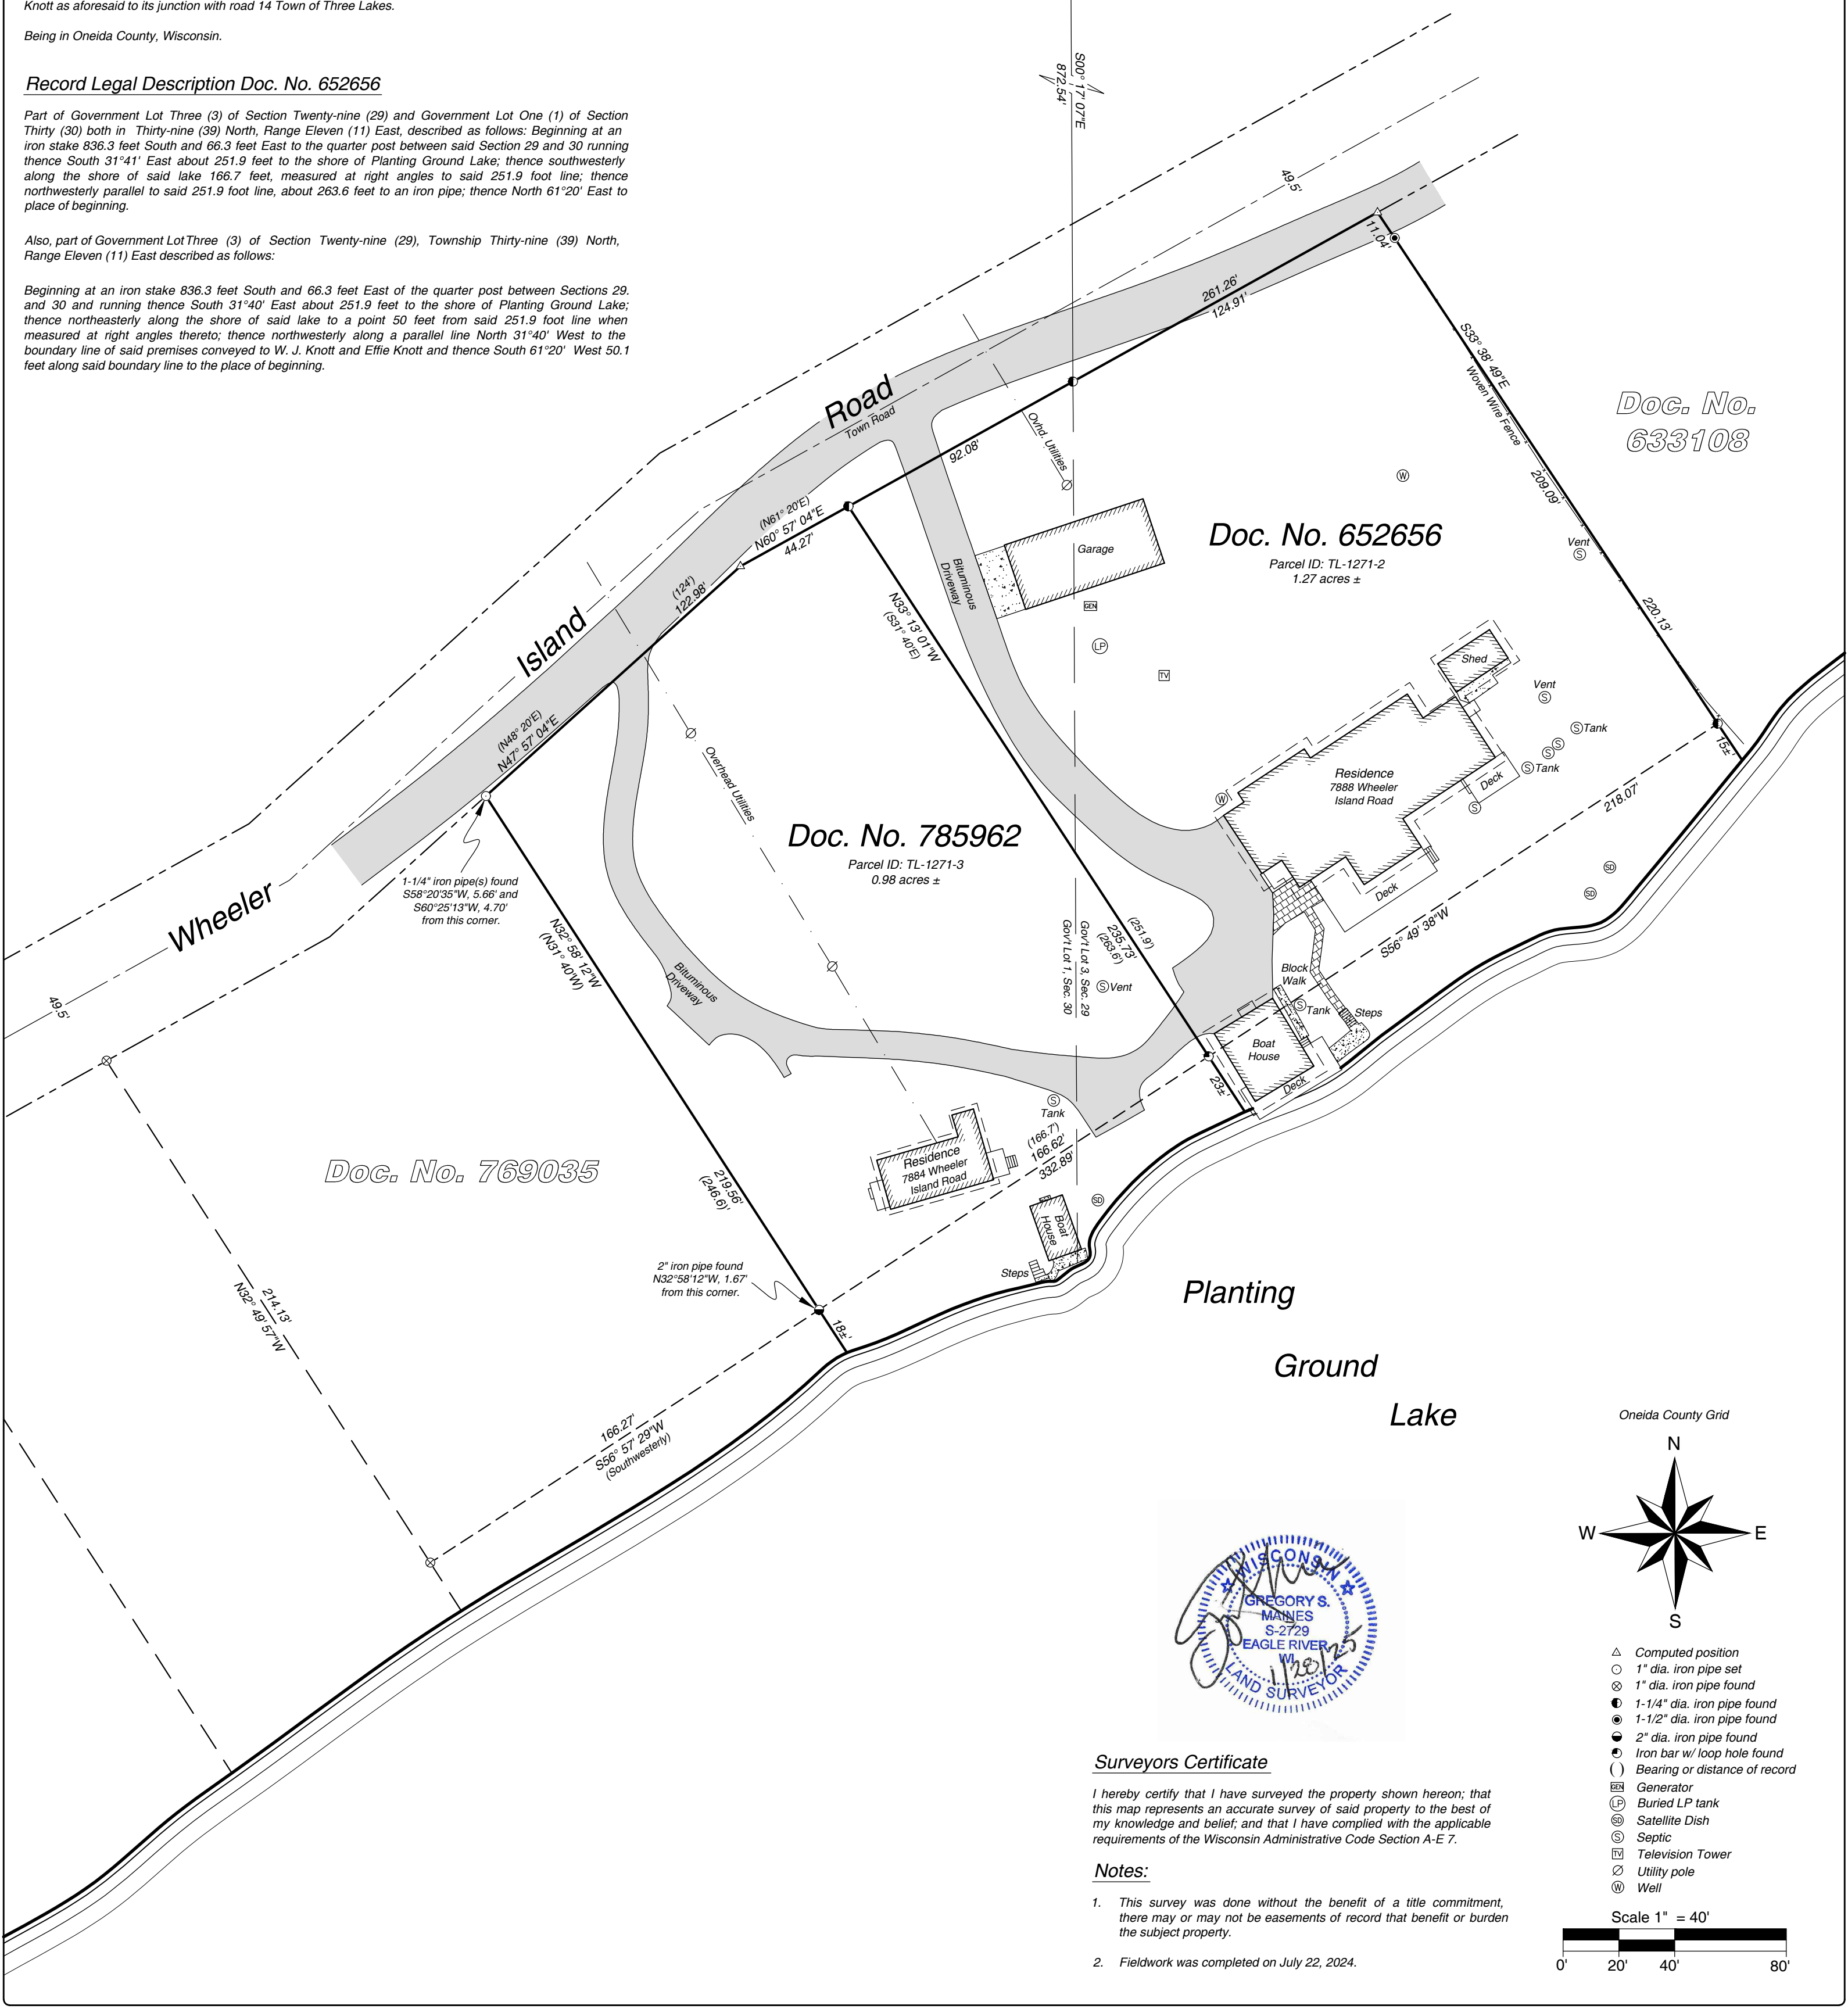 Knott as aforesaid to its junction with road 14 Town of Three Lakes.
Being in Oneida County, Wisconsin.
Record Legal Description Doc. No. 652656
Part of Government Lot Three (3) of Section Twenty-nine (29) and Government Lot One (1) of Section
Thirty (30) both in Thirty-nine (39) North, Range Eleven (11) East, described as follows: Beginning at an
iron stake 836.3 feet South and 66.3 feet East to the quarter post between said Section 29 and 30 running
thence South 31°41' East about 251.9 feet to the shore of Planting Ground Lake; thence southwesterly
along the shore of said lake 166.7 feet, measured at right angles to said 251.9 foot line; thence
northwesterly parallel to said 251.9 foot line, about 263.6 feet to an iron pipe; thence North 61°20' East to
place of beginning.
Also, part of Government Lot Three (3) of Section Twenty-nine (29), Township Thirty-nine (39) North,
Range Eleven (11) East described as follows:
Beginning at an iron stake 836.3 feet South and 66.3 feet East of the quarter post between Sections 29.
and 30 and running thence South 31°40' East about 251.9 feet to the shore of Planting Ground Lake;
thence northeasterly along the shore of said lake to a point 50 feet from said 251.9 foot line when
measured at right angles thereto; thence northwesterly along a parallel line North 31°40' West to the
boundary line of said premises conveyed to W. J. Knott and Effie Knott and thence South 61°20' West 50.1
feet along said boundary line to the place of beginning.
S00° 17' 07"E
872.54'
49.5'
11.04'
261.26'
124.91'
S33° 38' 49"E
Woven Wire Fence
209.09'
220.13'
Doc. No.
633108
Road
Town Road
92.08'
Ovhd. Utilities
W
(N61° 20'E)
N60° 57' 04"E
44.27'
Garage
Bituminous
Driveway
Doc. No. 652656
Parcel ID: TL-1271-2
1.27 acres ±
Vent
S
GEN
LP
TV
(124')
122.98'
Island
N33° 13' 01"W
(S31° 40'E)
Shed
Vent
S
S Tank
S
S
S Tank
15±'
(N48° 20'E)
N47° 57' 04"E
Overhead Utilities
Residence
7888 Wheeler
Island Road
Deck
S
W
218.07'
Doc. No. 785962
Parcel ID: TL-1271-3
0.98 acres ±
1-1/4" iron pipe(s) found
S58°20'35"W, 5.66' and
S60°25'13"W, 4.70'
from this corner.
Wheeler
SD
SD
Deck
S56° 49' 38"W
N32° 58' 12"W
(N31° 40W)
Gov't Lot 3, Sec. 29
Gov't Lot 1, Sec. 30
(251.9')
235.73'
(263.6')
S Vent
Bituminous
Driveway
Block
Walk
S Tank
Steps
49.5'
Boat
House
Deck
23±'
S
Tank
(166.7')
166.62'
332.89'
Residence
7884 Wheeler
Island Road
Doc. No. 769035
219.56'
(246.6)'
SD
Boat
House
Steps
2" iron pipe found
N32°58'12"W, 1.67'
from this corner.
18±'
214.13'
N32° 49' 57"W
166.27'
S56° 57' 29"W
(Southwesterly)
Planting
Ground
Lake
Oneida County Grid
N
W
E
S
WISCONSIN
GREGORY S.
MAINES
S-2729
EAGLE RIVER,
WI.
LAND SURVEYOR
1/28/25
Computed position
1" dia. iron pipe set
1" dia. iron pipe found
1-1/4" dia. iron pipe found
1-1/2" dia. iron pipe found
2" dia. iron pipe found
Iron bar w/ loop hole found
( ) Bearing or distance of record
GEN Generator
LP Buried LP tank
SD Satellite Dish
S Septic
TV Television Tower
Utility pole
W Well
Surveyors Certificate
I hereby certify that I have surveyed the property shown hereon; that
this map represents an accurate survey of said property to the best of
my knowledge and belief; and that I have complied with the applicable
requirements of the Wisconsin Administrative Code Section A-E 7.
Notes:
1. This survey was done without the benefit of a title commitment,
there may or may not be easements of record that benefit or burden
the subject property.
2. Fieldwork was completed on July 22, 2024.
Scale 1" = 40'
0' 20' 40' 80'